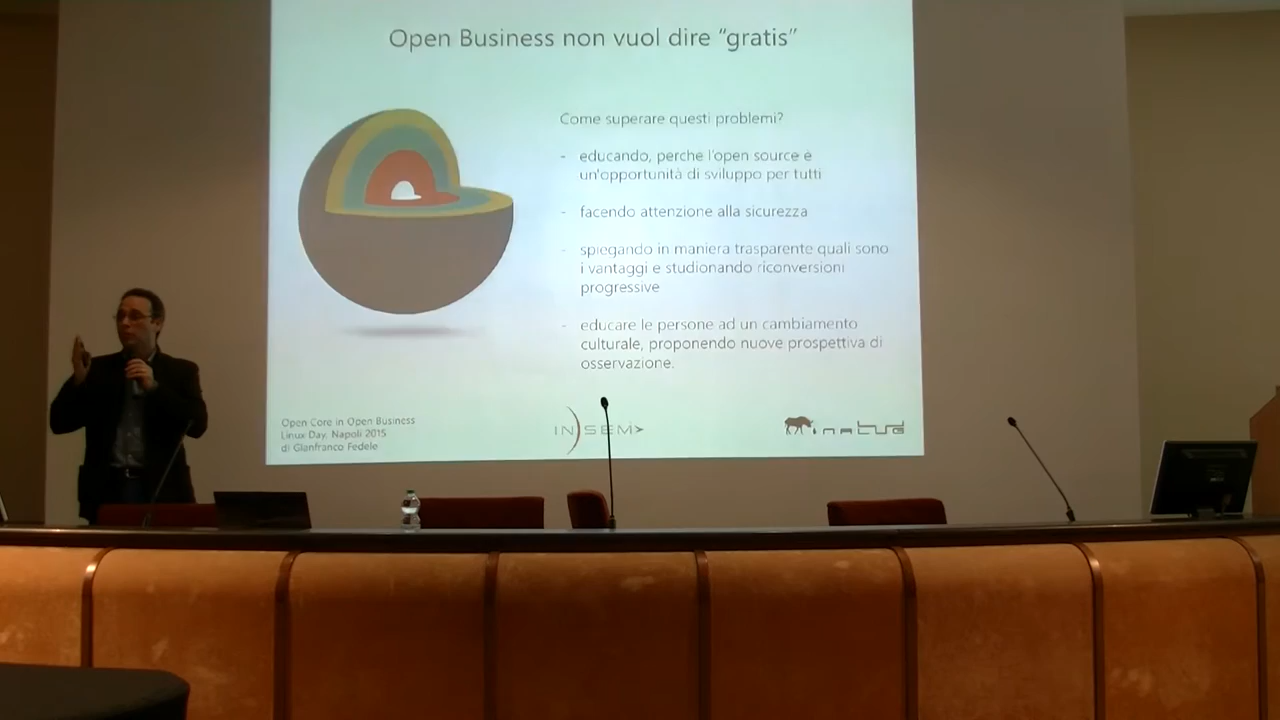 Open Business non vuol dire "gratis"
Come superare questi problemi?
- educando, perche l'open source è
un'opportunità di sviluppo per tutti
- facendo attenzione alla sicurezza
- spiegando in maniera trasparente quali sono
i vantaggi e studionando riconversioni
progressive
- educare le persone ad un cambiamento
culturale, proponendo nuove prospettiva di
osservazione.
Open Core in Open Business
Linux Day, Napoli 2015
di Gianfranco Fedele
IN)SEM>